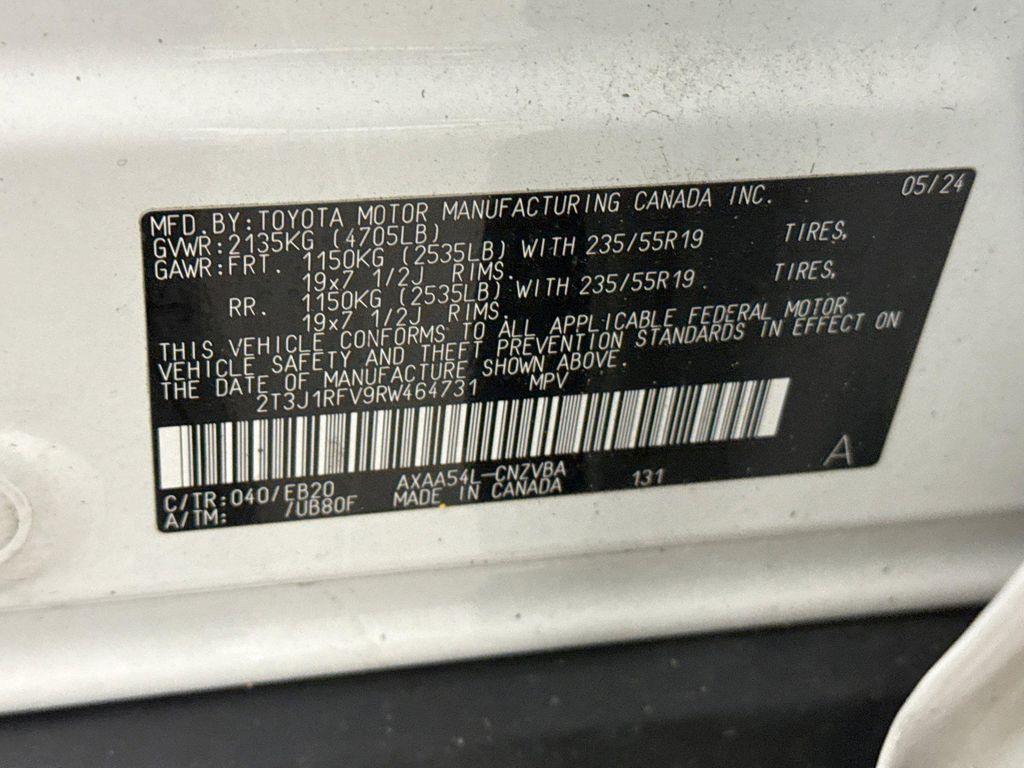 MFD.BY:TOYOTA MOTOR MANUFACTURING CANADA INC. 05/24
GVWR:2135KG (4705LB)
GAWR:FRT. 1150KG (2535LB) WITH 235/55R19 TIRES,
19x7 1/2J RIMS.
RR. 1150KG (2535LB) WITH 235/55R19 TIRES,
19x7 1/2J RIMS.
THIS VEHICLE CONFORMS TO ALL APPLICABLE FEDERAL MOTOR
VEHICLE SAFETY AND THEFT PREVENTION STANDARDS IN EFFECT ON
THE DATE OF MANUFACTURE SHOWN ABOVE.
2T3J1RFV9RW464731 MPV
A
C/TR:040/EB20 AXAA54L-CNZVBA 131
A/TM: /UB80F MADE IN CANADA